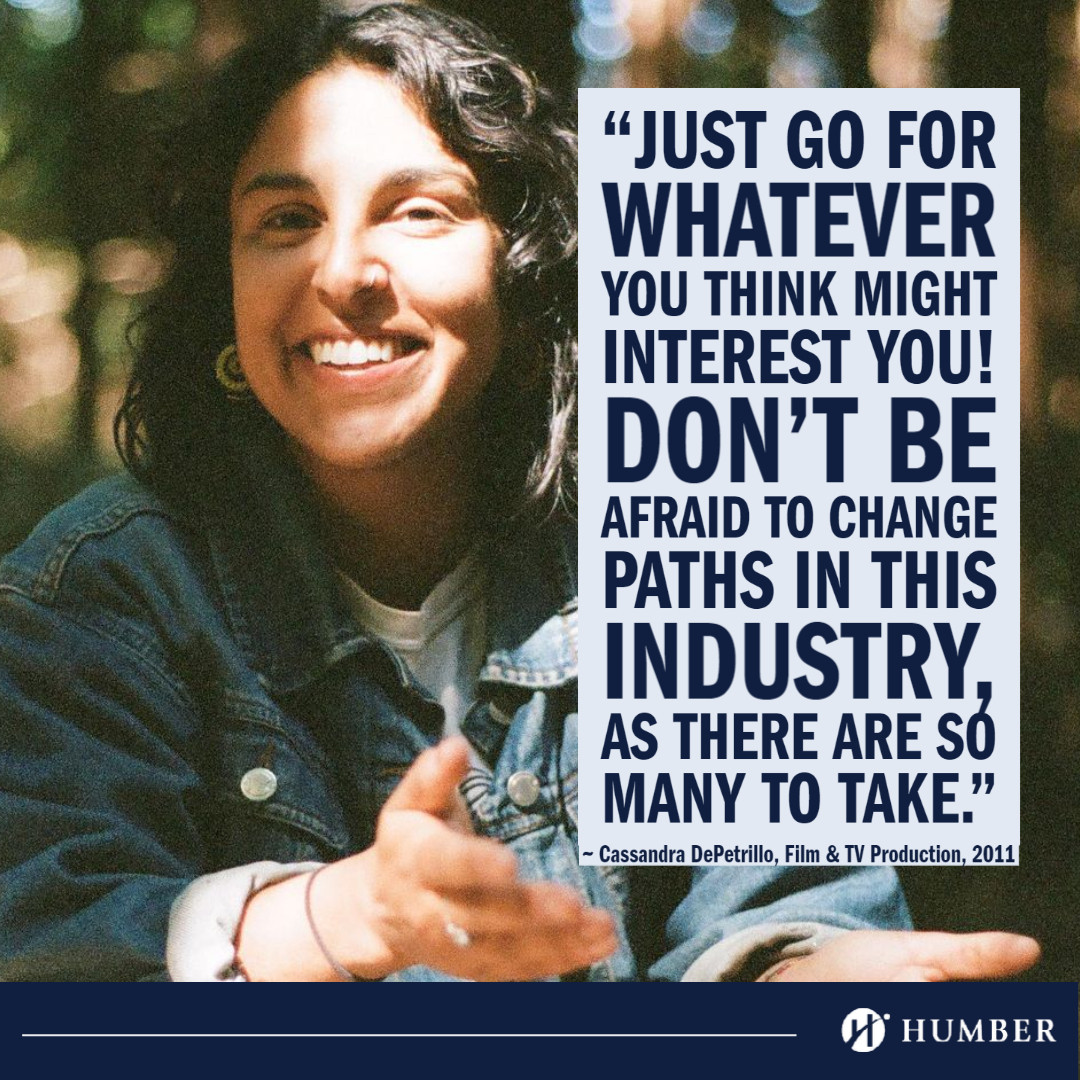 “JUST GO FOR
WHATEVER
YOU THINK MIGHT
INTEREST YOU!
DON’T BE
AFRAID TO CHANGE
PATHS IN THIS
INDUSTRY,
AS THERE ARE SO
MANY TO TAKE.”
~ Cassandra DePetrillo, Film & TV Production, 2011
HUMBER